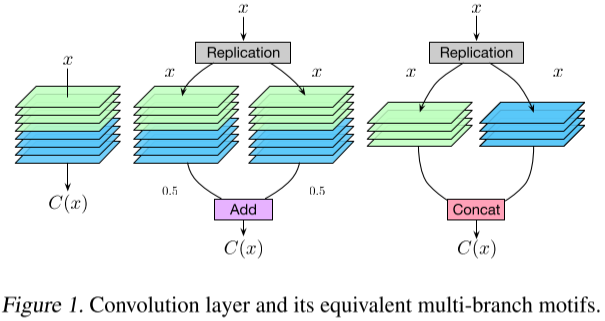 x
C(x)
x
Replication
x
x
0.5
0.5
Add
C(x)
x
Replication
x
x
Concat
C(x)
Figure 1. Convolution layer and its equivalent multi-branch motifs.